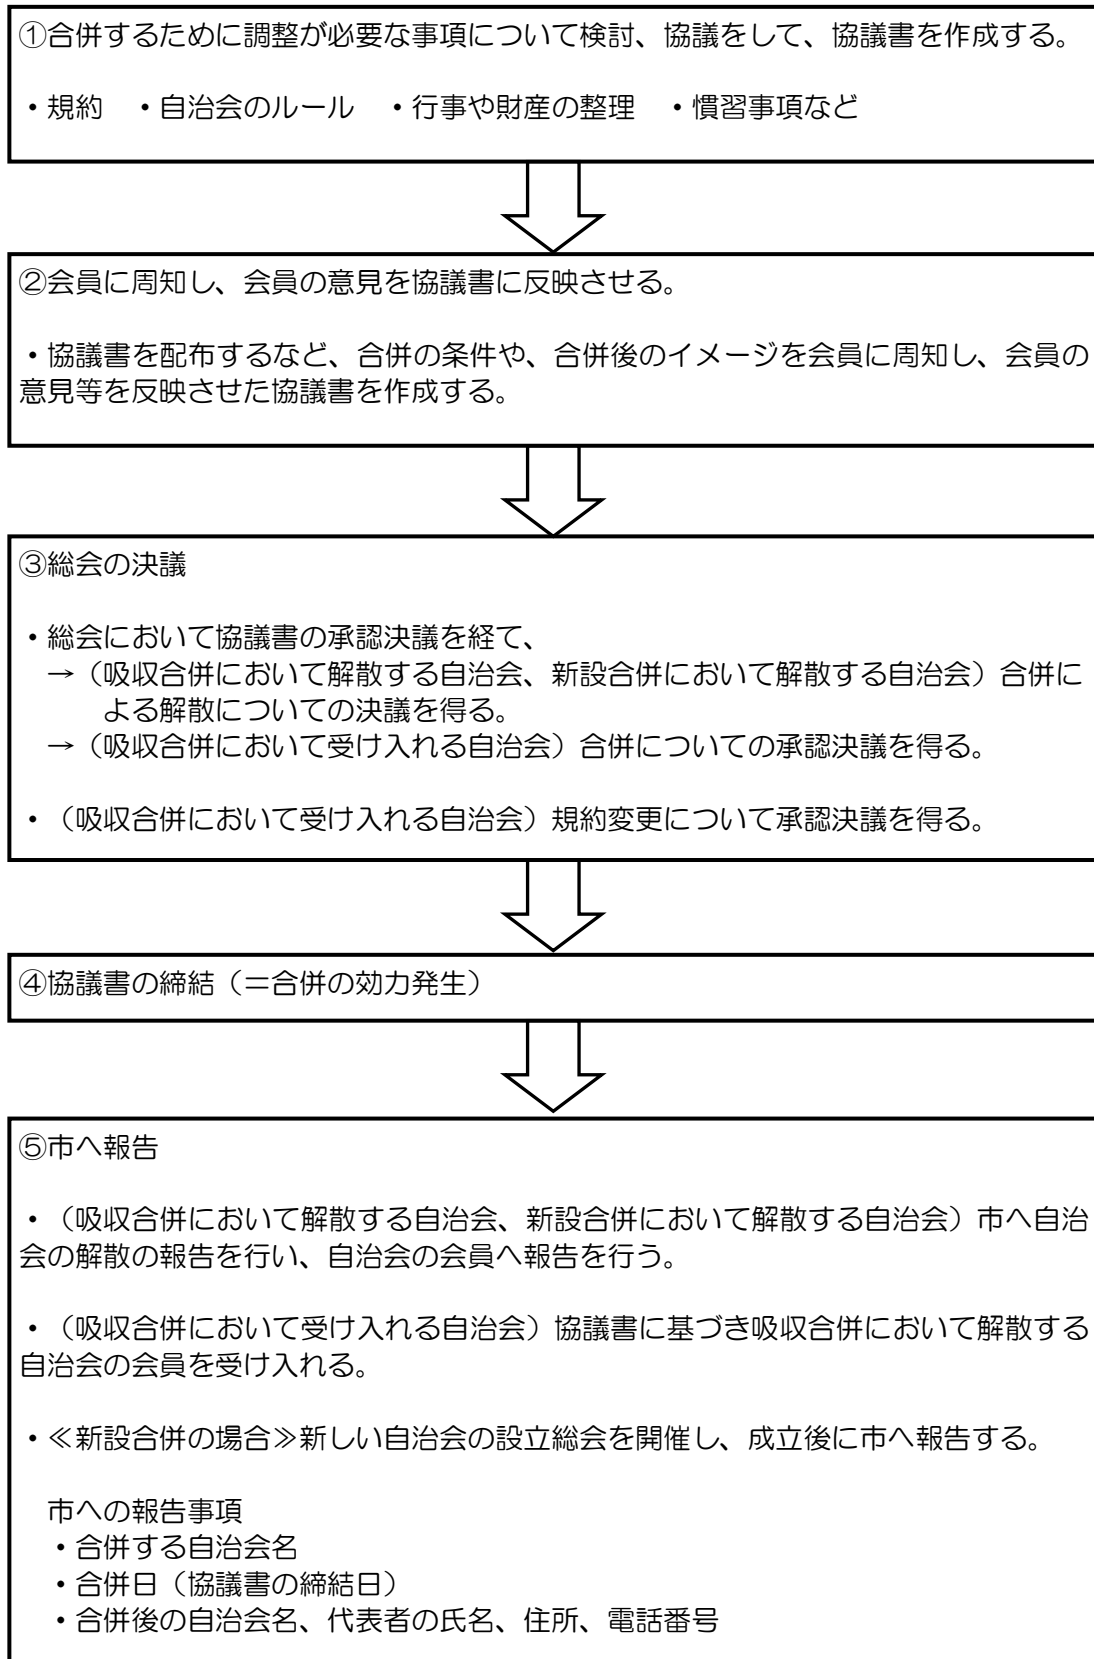 ①合併するために調整が必要な事項について検討、協議をして、協議書を作成する。
・規約　・自治会のルール　・行事や財産の整理　・慣習事項など
②会員に周知し、会員の意見を協議書に反映させる。
・協議書を配布するなど、合併の条件や、合併後のイメージを会員に周知し、会員の
意見等を反映させた協議書を作成する。
③総会の決議
・総会において協議書の承認決議を経て、
→（吸収合併において解散する自治会、新設合併において解散する自治会）合併に
よる解散についての決議を得る。
→（吸収合併において受け入れる自治会）合併についての承認決議を得る。
・（吸収合併において受け入れる自治会）規約変更について承認決議を得る。
④協議書の締結（＝合併の効力発生）
⑤市へ報告
・（吸収合併において解散する自治会、新設合併において解散する自治会）市へ自治
会の解散の報告を行い、自治会の会員へ報告を行う。
・（吸収合併において受け入れる自治会）協議書に基づき吸収合併において解散する
自治会の会員を受け入れる。
・≪新設合併の場合≫新しい自治会の設立総会を開催し、成立後に市へ報告する。
市への報告事項
・合併する自治会名
・合併日（協議書の締結日）
・合併後の自治会名、代表者の氏名、住所、電話番号